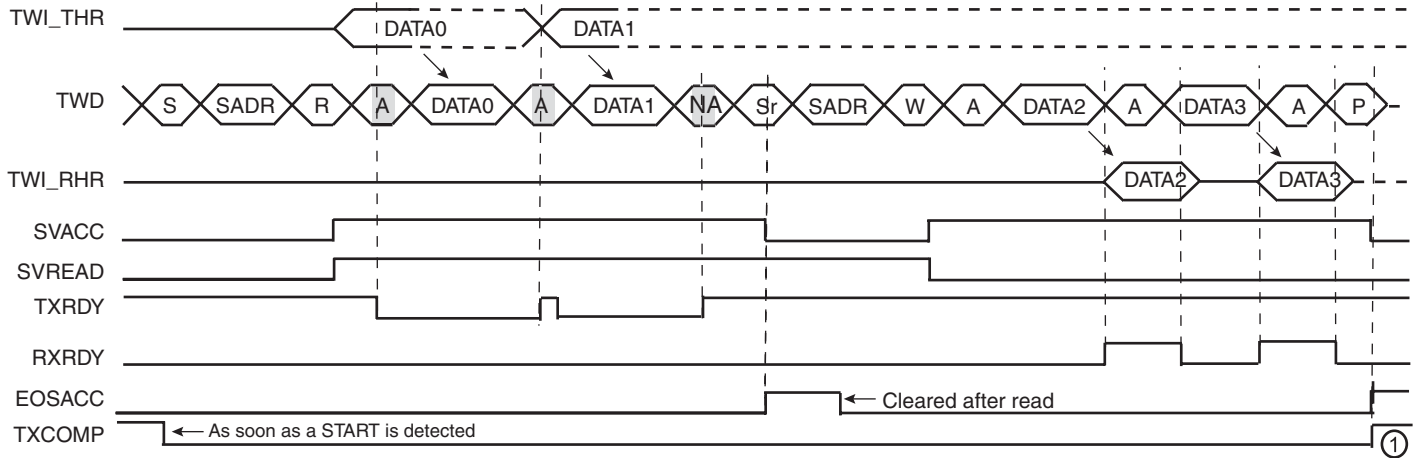 TWI_THR DATA0 DATA1
TWD S SADR R A DATA0 A DATA1 NA Sr SADR W A DATA2 A DATA3 A P
TWI_RHR DATA2 DATA3
SVACC
SVREAD
TXRDY
RXRDY
EOSACC Cleared after read
TXCOMP As soon as a START is detected 1